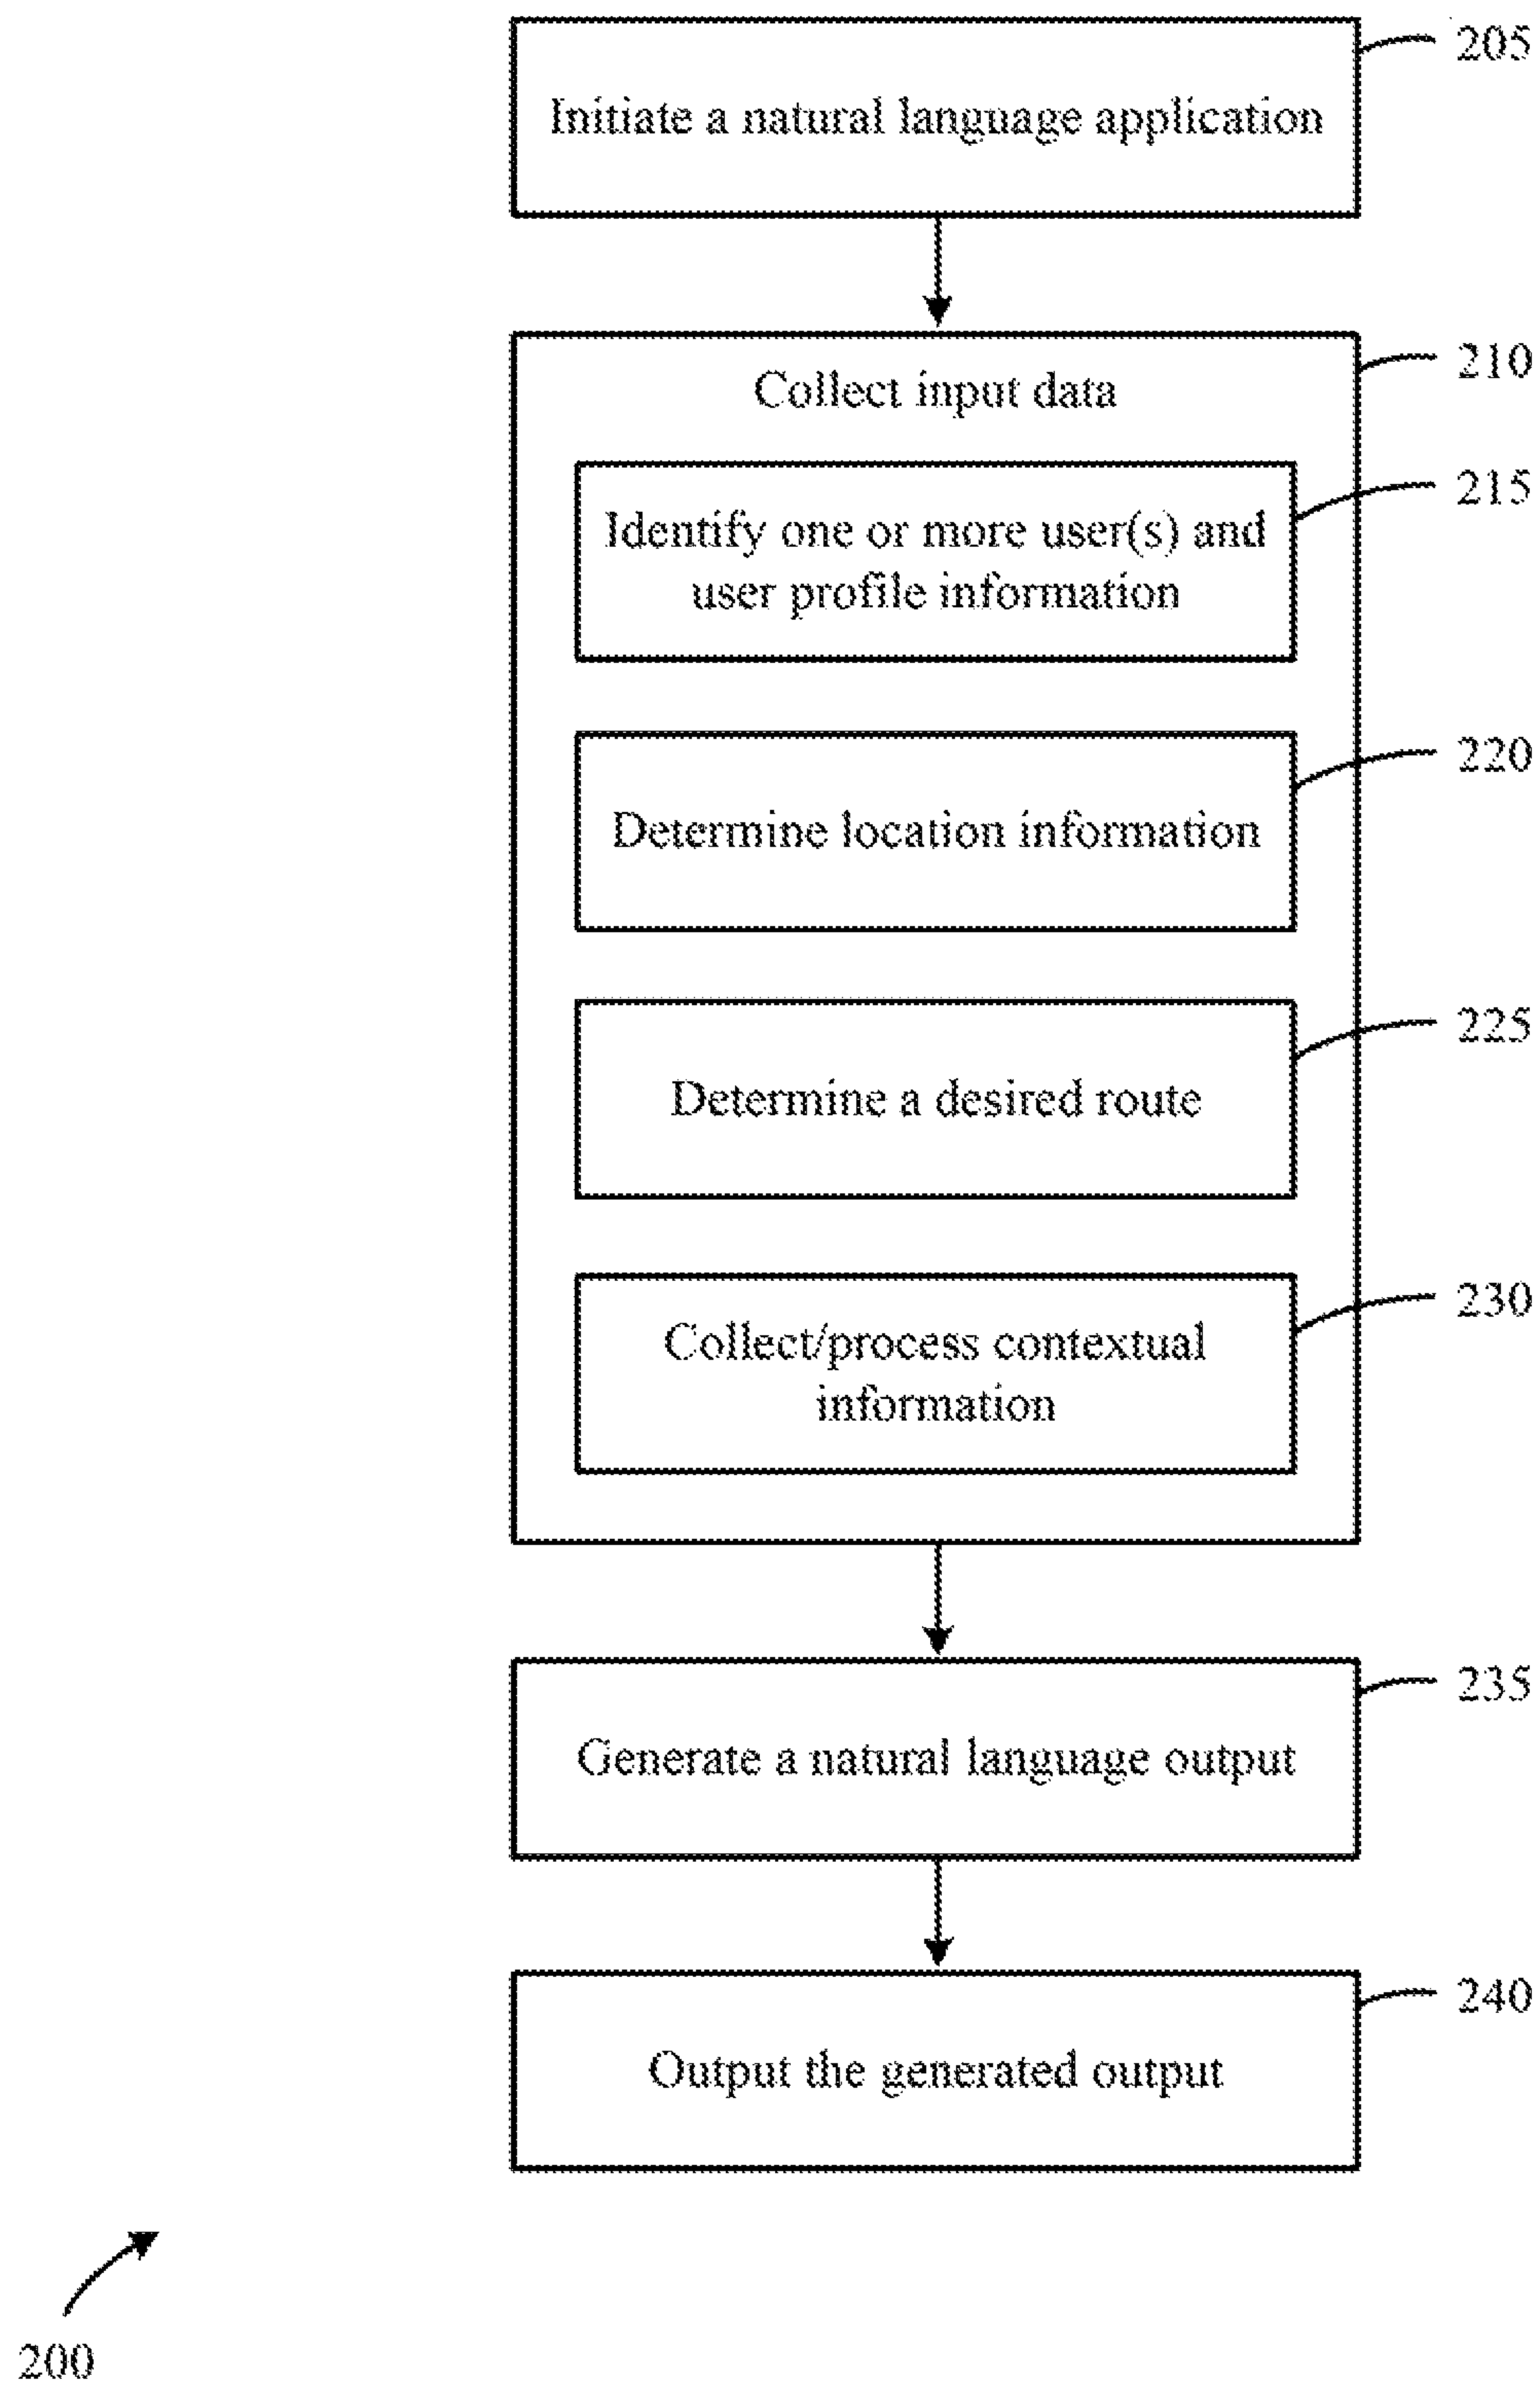 205
Initiate a natural language application
210
Collect input data
215
Identify one or more user(s) and
user profile information
220
Determine location information
225
Determine a desired route
230
Collect/process contextual
information
235
Generate a natural language output
240
Output the generated output
200